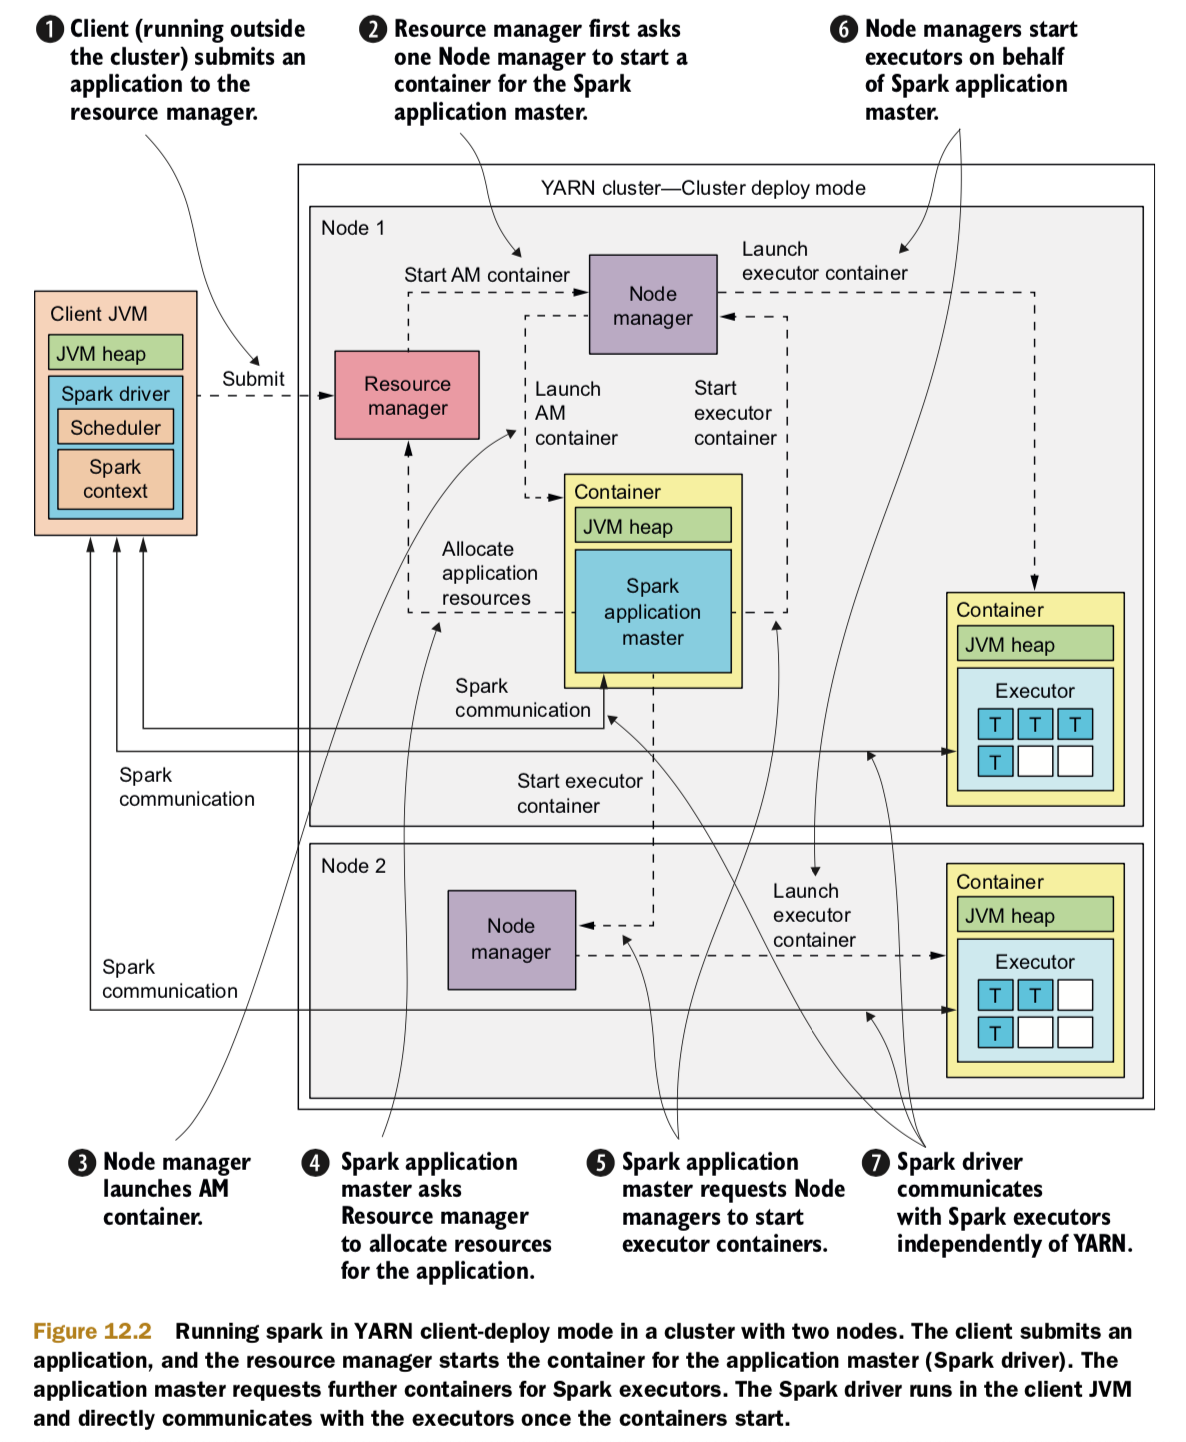 1 Client (running outside
the cluster) submits an
application to the
resource manager.
2 Resource manager first asks
one Node manager to start a
container for the Spark
application master.
6 Node managers start
executors on behalf
of Spark application
master.
YARN cluster—Cluster deploy mode
Node 1
Start AM container
Node
manager
Launch
executor container
Client JVM
JVM heap
Spark driver
Scheduler
Spark
context
Submit
Resource
manager
Launch
AM
container
Start
executor
container
Container
JVM heap
Spark
application
master
Allocate
application
resources
Spark
communication
Spark
communication
Start executor
container
Container
JVM heap
Executor
T T T
T
Node 2
Node
manager
Launch
executor
container
Spark
communication
Container
JVM heap
Executor
T T
T
3 Node manager
launches AM
container.
4 Spark application
master asks
Resource manager
to allocate resources
for the application.
5 Spark application
master requests Node
managers to start
executor containers.
7 Spark driver
communicates
with Spark executors
independently of YARN.
Figure 12.2 Running spark in YARN client-deploy mode in a cluster with two nodes. The client submits an
application, and the resource manager starts the container for the application master (Spark driver). The
application master requests further containers for Spark executors. The Spark driver runs in the client JVM
and directly communicates with the executors once the containers start.